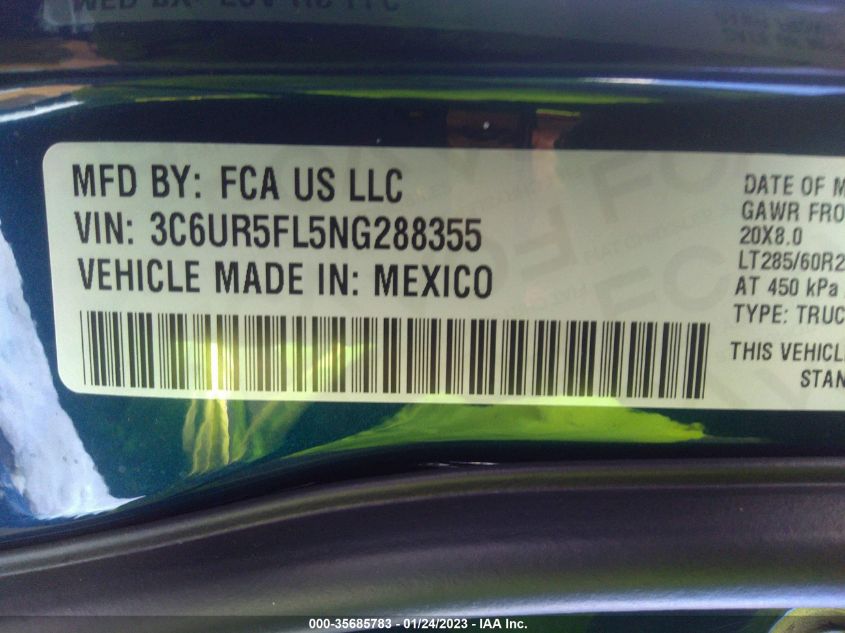 MFD BY: FCA US LLC
VIN: 3C6UR5FL5NG288355
VEHICLE MADE IN: MEXICO
DATE OF M
GAWR FRO
20X8.0
LT285/60R2
AT 450 kPa
TYPE: TRUC
THIS VEHICL
STAN
000-35685783 - 01/24/2023 - IAA Inc.